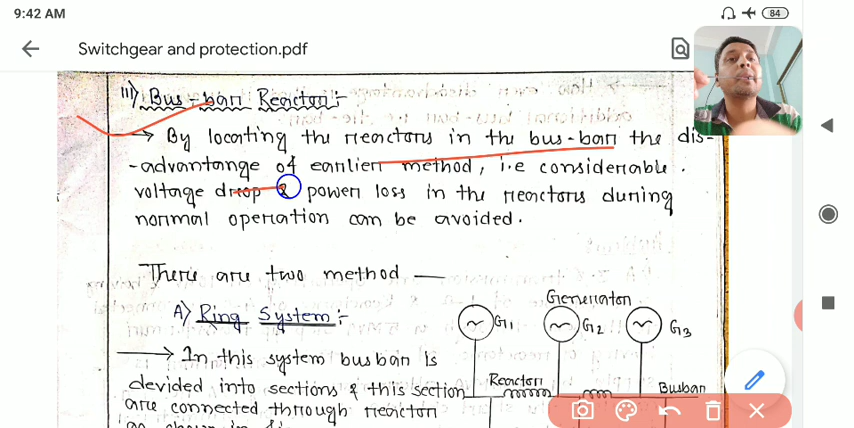 9:42 AM
84
Switchgear and protection.pdf
III) Bus-bar Reactor:-
→ By locating the reactors in the bus-bar the dis-
-advantange of earlier method, i.e considerable
voltage drop & power loss in the reactors during
normal operation can be avoided.
There are two method —
A) Ring System:-
→ In this system busbar is
devided into sections & this section
are connected through reactor
Generator
G1
G2
G3
Reactor
Busbar